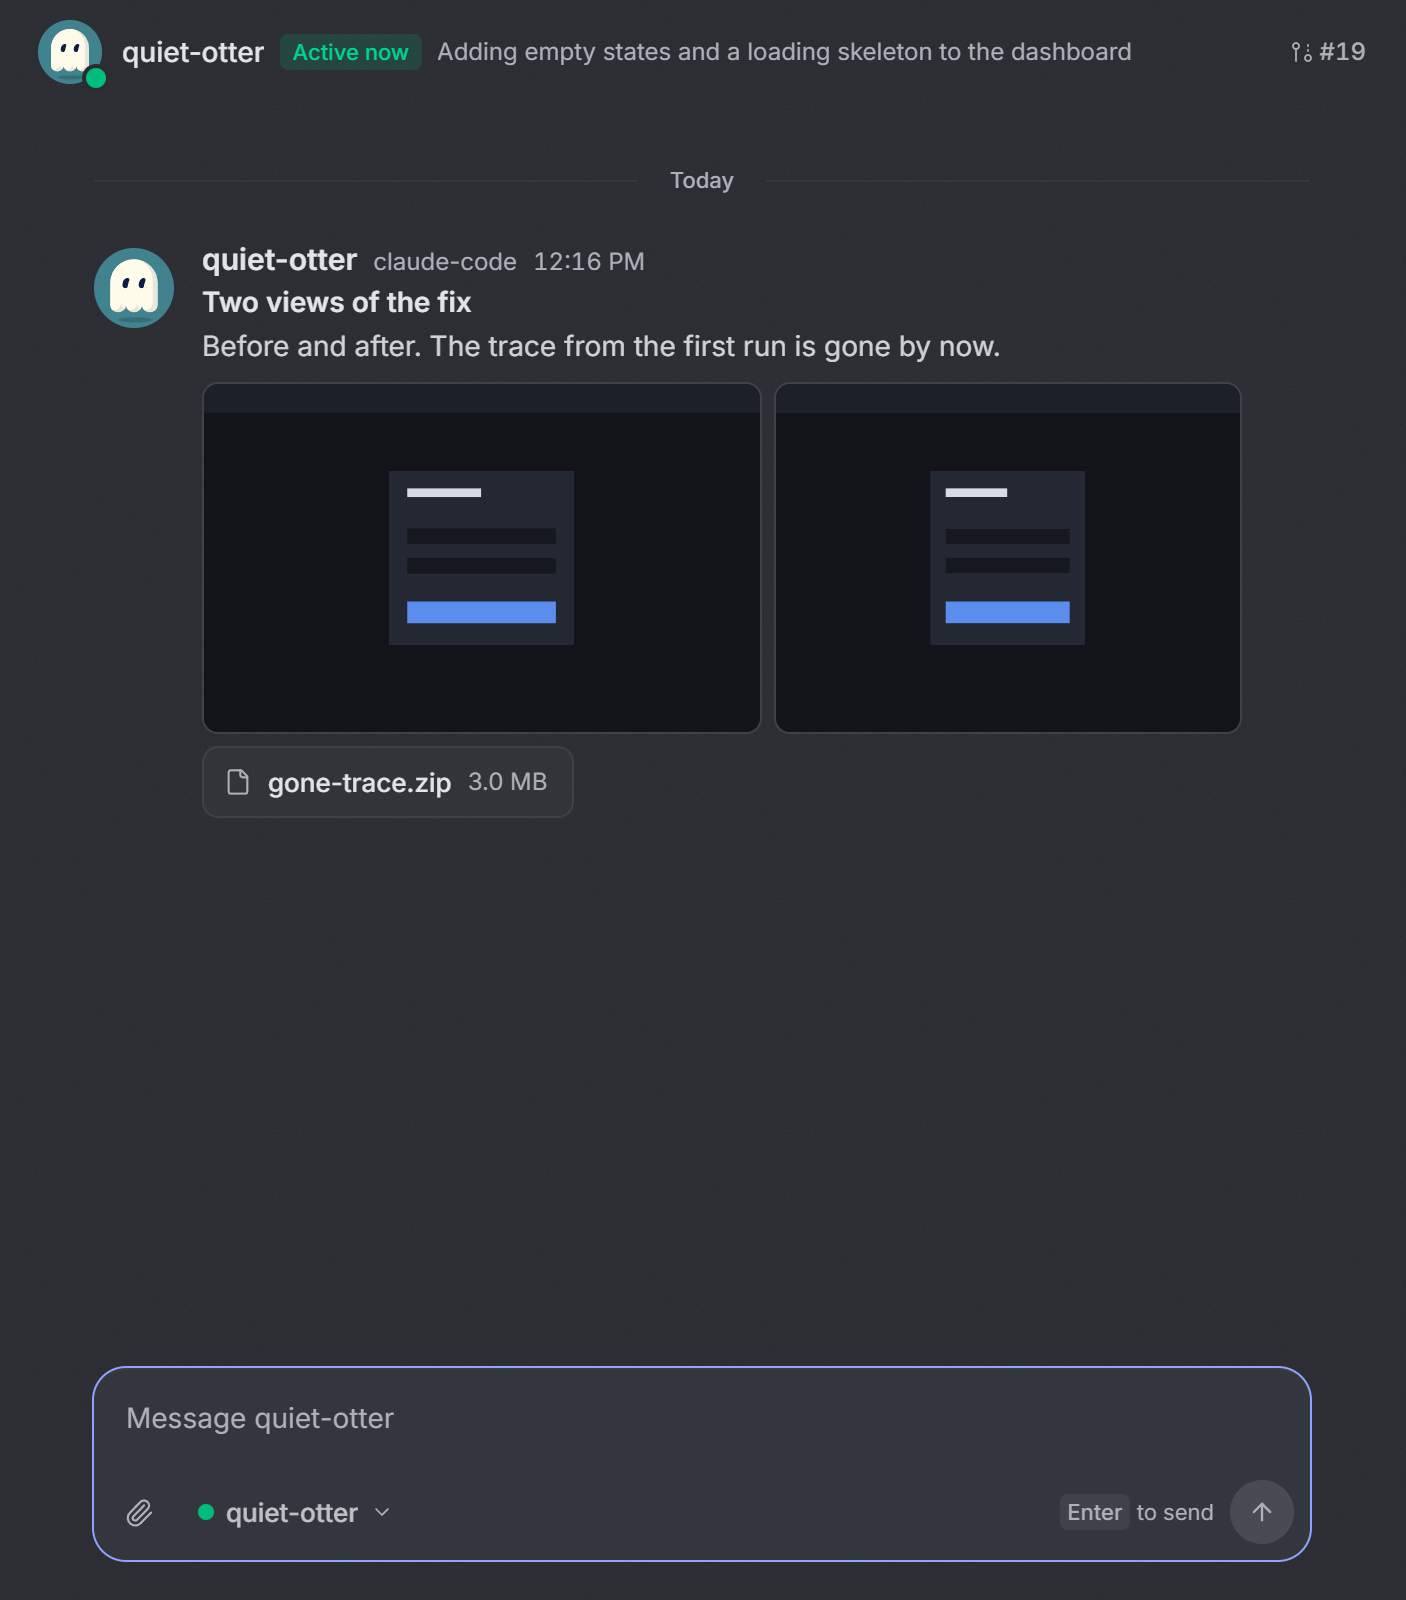 quiet-otter Active now Adding empty states and a loading skeleton to the dashboard #19
Today
quiet-otter claude-code 12:16 PM
Two views of the fix
Before and after. The trace from the first run is gone by now.
gone-trace.zip 3.0 MB
Message quiet-otter
quiet-otter Enter to send